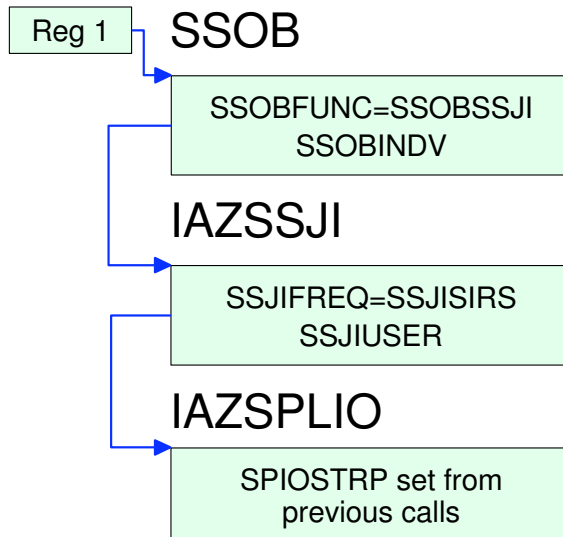 Reg 1
SSOB
SSOBFUNC=SSOBSSJI
SSOBINDV
IAZSSJI
SSJIFREQ=SSJISIRS
SSJIUSER
IAZSPLIO
SPIOSTRP set from
previous calls